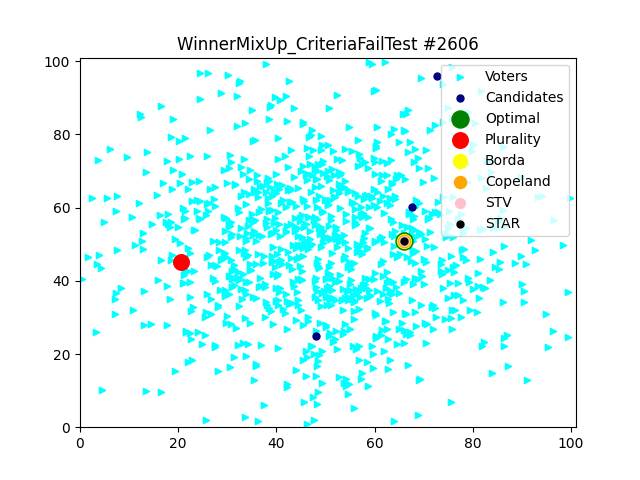 WinnerMixUp_CriteriaFailTest #2606
100
80
60
40
20
0
0 20 40 60 80 100
Voters
Candidates
Optimal
Plurality
Borda
Copeland
STV
STAR